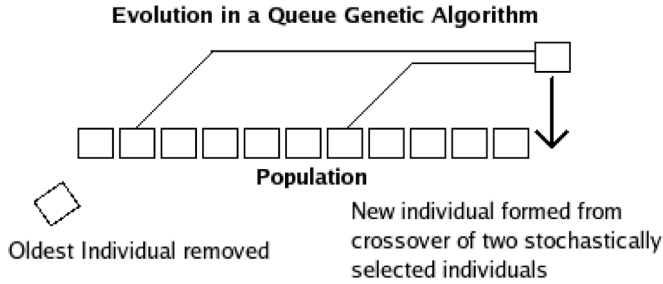 Evolution in a Queue Genetic Algorithm
Population
Oldest Individual removed
New individual formed from
crossover of two stochastically
selected individuals